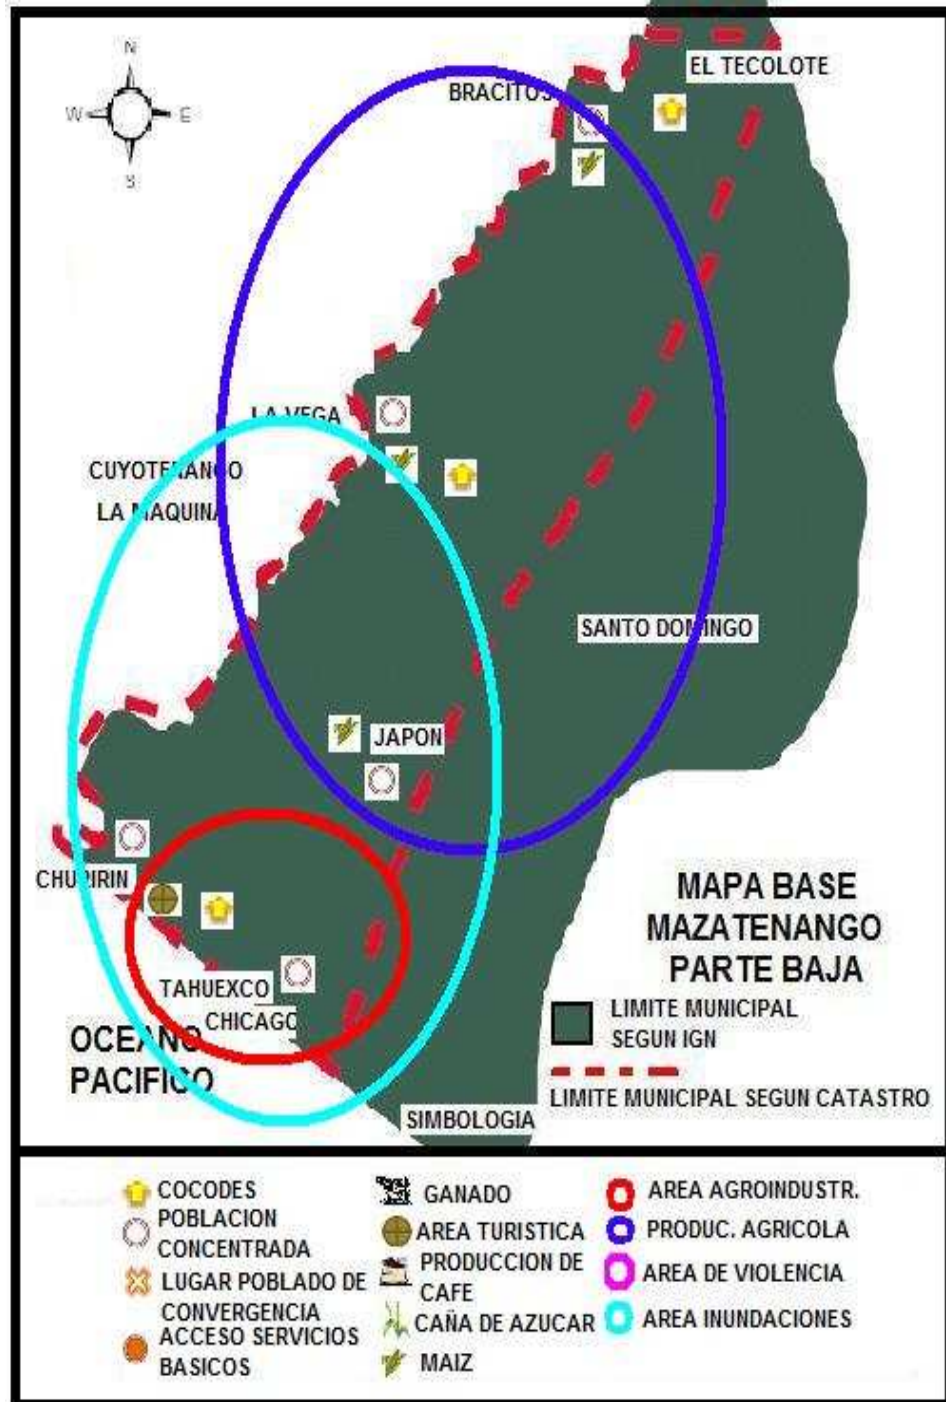 N
W E
S
EL TECOLOTE
BRACITOS
LA VEGA
CUYOTENANGO
LA MAQUINA
SANTO DOMINGO
JAPON
CHURIRIN
TAHUEXCO
CHICAGO
OCEANO
PACIFICO
SIMBOLOGIA
MAPA BASE
MAZATENANGO
PARTE BAJA
LIMITE MUNICIPAL
SEGUN IGN
LIMITE MUNICIPAL SEGUN CATASTRO
COCODES
POBLACION
CONCENTRADA
LUGAR POBLADO DE
CONVERGENCIA
ACCESO SERVICIOS
BASICOS
GANADO
AREA TURISTICA
PRODUCCION DE
CAFE
CAÑA DE AZUCAR
MAIZ
AREA AGROINDUSTR.
PRODUC. AGRICOLA
AREA DE VIOLENCIA
AREA INUNDACIONES